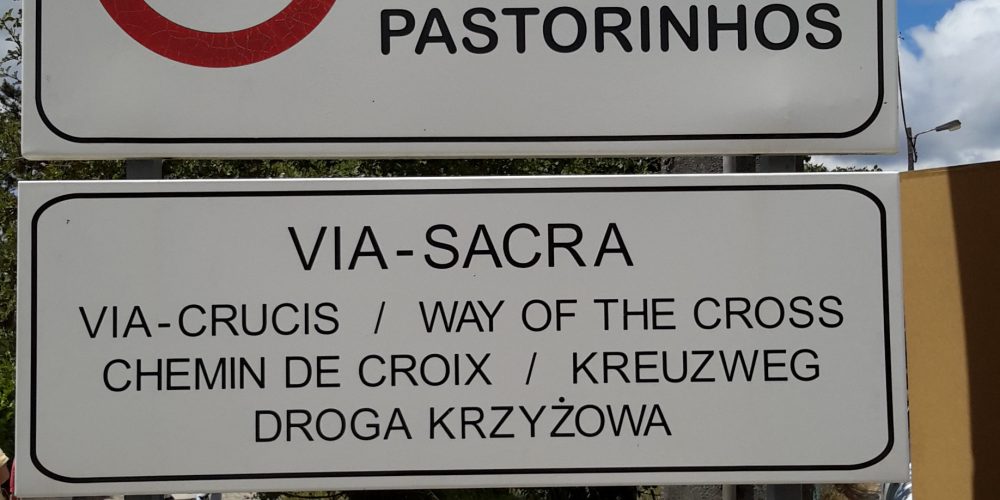 PASTORINHOS
VIA-SACRA
VIA-CRUCIS / WAY OF THE CROSS
CHEMIN DE CROIX / KREUZWEG
DROGA KRZYŻOWA